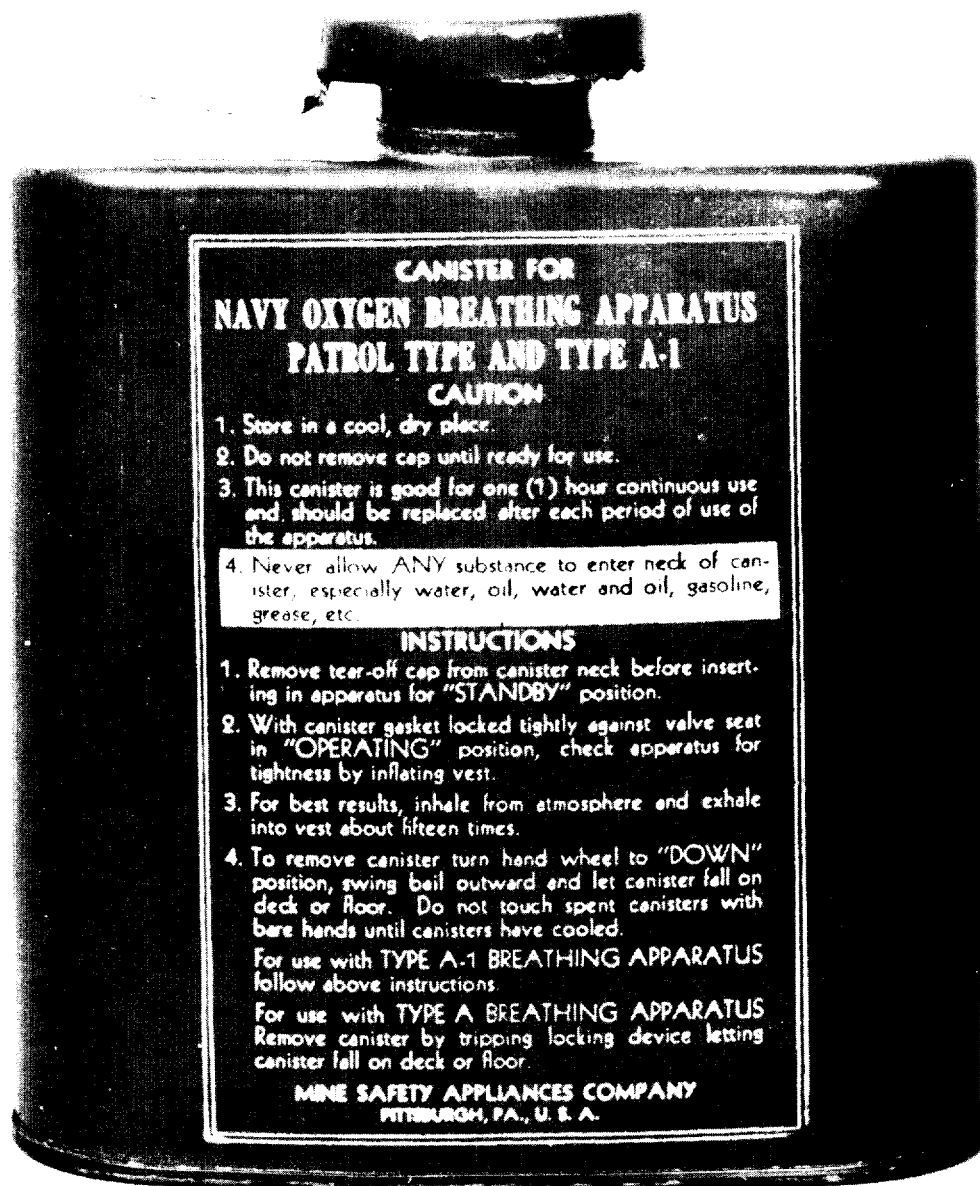 CANISTER FOR
NAVY OXYGEN BREATHING APPARATUS
PATROL TYPE AND TYPE A-1
CAUTION
1. Store in a cool, dry place.
2. Do not remove cap until ready for use.
3. This canister is good for one (1) hour continuous use
and should be replaced after each period of use of
the apparatus.
4. Never allow ANY substance to enter neck of can-
ister, especially water, oil, water and oil, gasoline,
grease, etc.
INSTRUCTIONS
1. Remove tear-off cap from canister neck before insert-
ing in apparatus for "STANDBY" position.
2. With canister gasket locked tightly against valve seat
in "OPERATING" position, check apparatus for
tightness by inflating vest.
3. For best results, inhale from atmosphere and exhale
into vest about fifteen times.
4. To remove canister turn hand wheel to "DOWN"
position, swing bail outward and let canister fall on
deck or floor. Do not touch spent canisters with
bare hands until canisters have cooled.
For use with TYPE A-1 BREATHING APPARATUS
follow above instructions.
For use with TYPE A BREATHING APPARATUS
Remove canister by tripping locking device letting
canister fall on deck or floor.
MINE SAFETY APPLIANCES COMPANY
PITTSBURGH, PA., U. S. A.